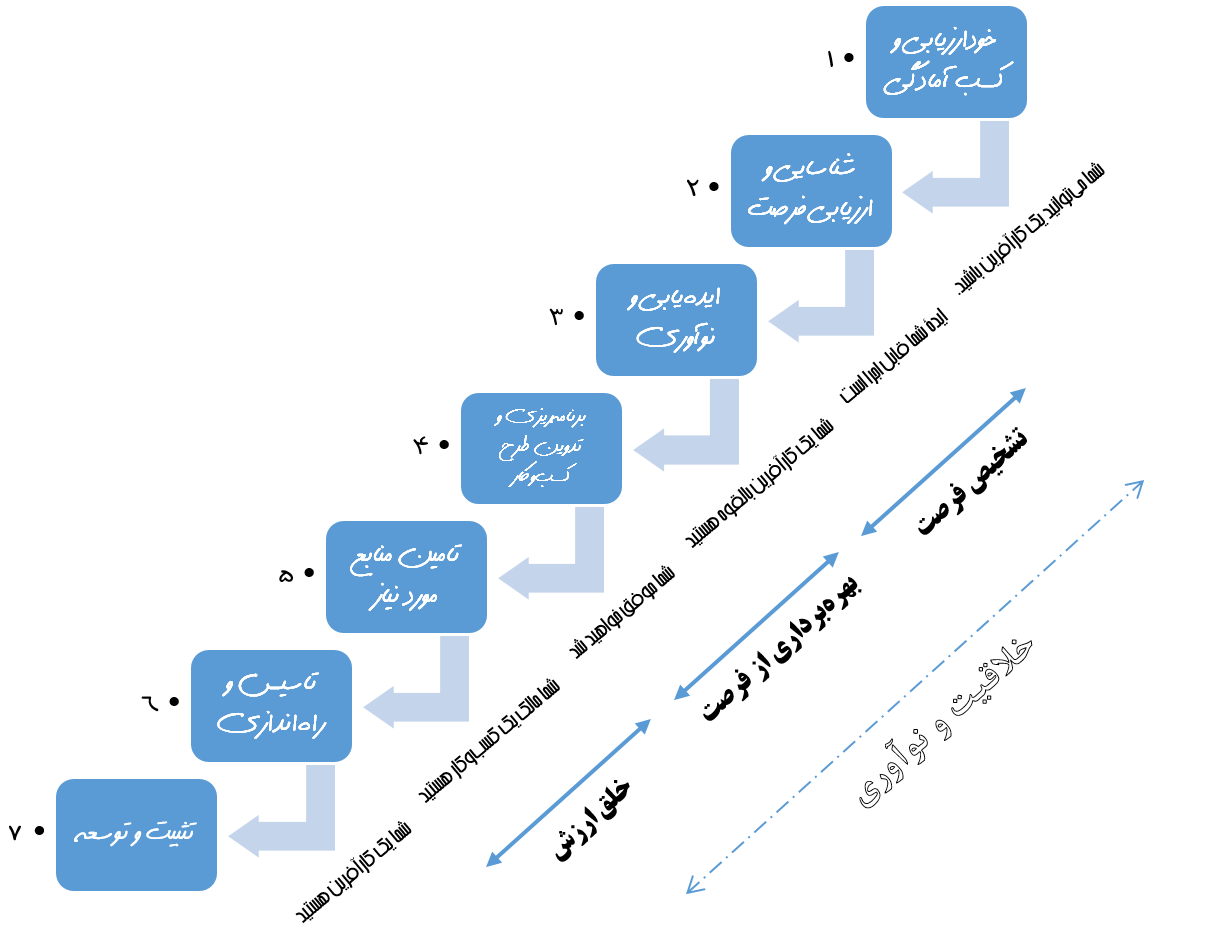 خودارزیابی و
کسب آمادگی
۱
شناسایی و
ارزیابی فرصت
۲
ایده‌یابی و
نوآوری
۳
برنامه‌ریزی و
تدوین طرح
کسب‌وکار
۴
تامین منابع
مورد نیاز
۵
تاسیس و
راه‌اندازی
۶
تثبیت و توسعه
۷
شما می‌توانید یک کارآفرین باشید.
ایدۀ شما قابل اجرا است
شما یک کارآفرین بالقوه هستید
شما موفق خواهید شد
شما مالک یک کسب‌وکار هستید
شما یک کارآفرین هستید
تشخیص فرصت
بهره‌برداری از فرصت
خلق ارزش
خلاقیت و نوآوری